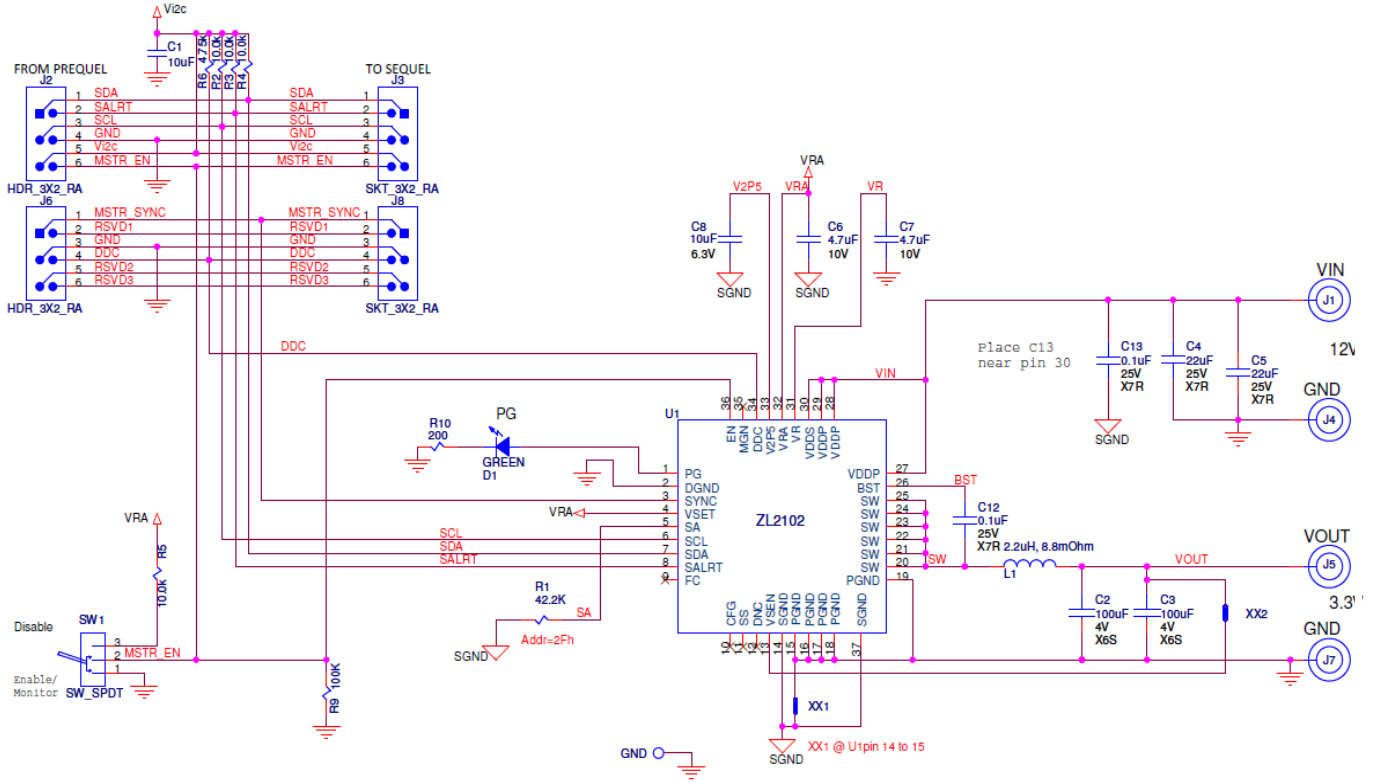 Vi2c
C1
10uF
R6 4.75k
R2 10.0k
R3 10.0k
R4 10.0k
FROM PREQUEL
J2
TO SEQUEL
J3
1 SDA SDA 1
2 SALRT SALRT 2
3 SCL SCL 3
4 GND GND 4
5 Vi2c Vi2c 5
6 MSTR_EN MSTR_EN 6
HDR_3X2_RA
SKT_3X2_RA
J6
J8
1 MSTR_SYNC MSTR_SYNC 1
2 RSVD1 RSVD1 2
3 GND GND 3
4 DDC DDC 4
5 RSVD2 RSVD2 5
6 RSVD3 RSVD3 6
HDR_3X2_RA
SKT_3X2_RA
VRA
V2P5
VRA
VR
C8
10uF
6.3V
SGND
C6
4.7uF
10V
SGND
C7
4.7uF
10V
VIN
J1
12V
Place C13
near pin 30
C13
0.1uF
25V
X7R
C4
22uF
25V
X7R
C5
22uF
25V
X7R
SGND
GND
J4
DDC
VIN
U1
36 35 34 33 32 31 30 29 28
EN MGN DDC V2P5 VRA VR VDDS VDDP VDDP
PG
R10
200
GREEN
D1
1 PG
2 DGND
3 SYNC
4 VSET
5 SA
6 SCL
7 SDA
8 SALRT
9 FC
ZL2102
VDDP 27
BST 26
SW 25
SW 24
SW 23
SW 22
SW 21
SW 20
PGND 19
CFG SS DNC VSEN SGND PGND PGND PGND PGND SGND
10 11 12 13 14 15 16 17 18 37
VRA
SCL
SDA
SALRT
R1
42.2K
SA
Addr=2Fh
SGND
BST
C12
0.1uF
25V
X7R
2.2uH, 8.8mOhm
SW
L1
VOUT
VOUT
J5
3.3V
C2
100uF
4V
X6S
C3
100uF
4V
X6S
XX2
GND
J7
VRA
R5
10.0k
Disable
SW1
3
2 MSTR_EN
1
Enable/
Monitor
SW_SPDT
R9 100K
XX1
SGND
XX1 @ U1pin 14 to 15
GND